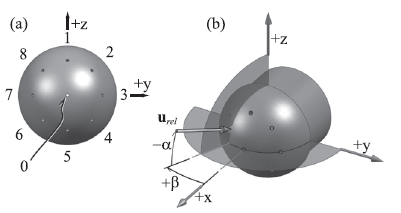 (a)
+z
1
8
2
7
3
+y
6
4
5
0
(b)
+z
u_rel
−α
+β
+x
+y